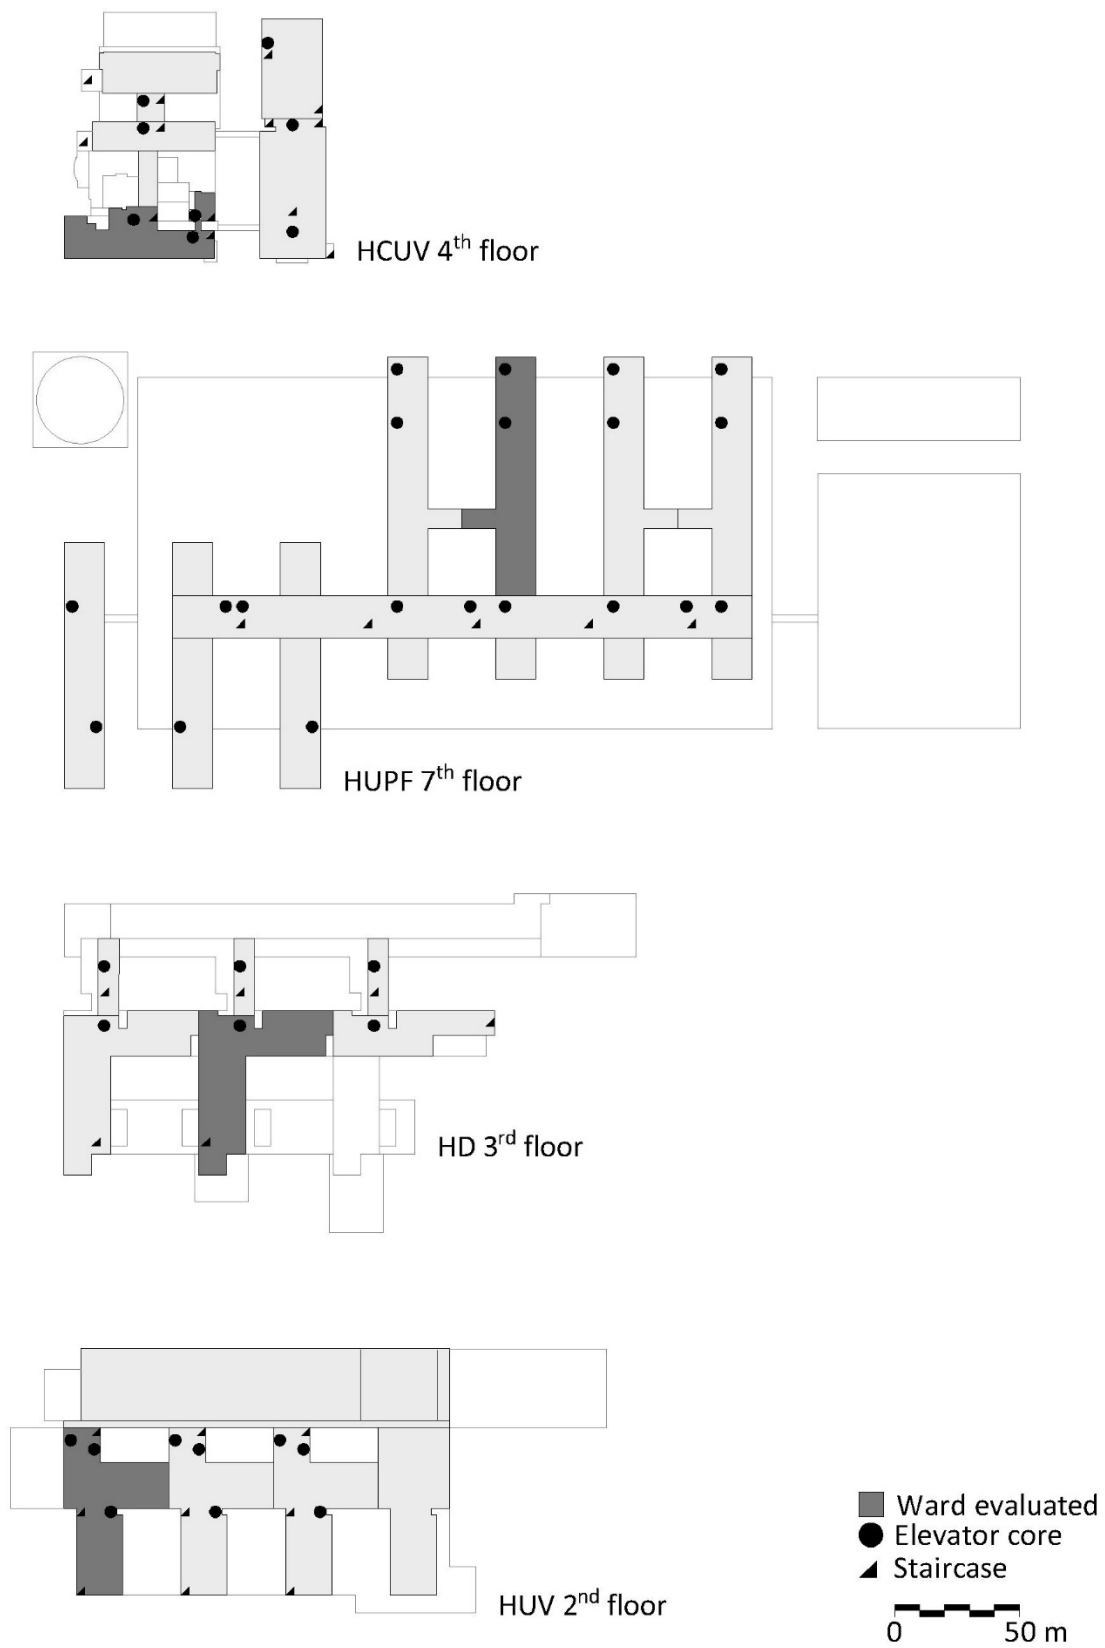 HCUV 4th floor
HUPF 7th floor
HD 3rd floor
HUV 2nd floor
Ward evaluated
Elevator core
Staircase
0 50 m